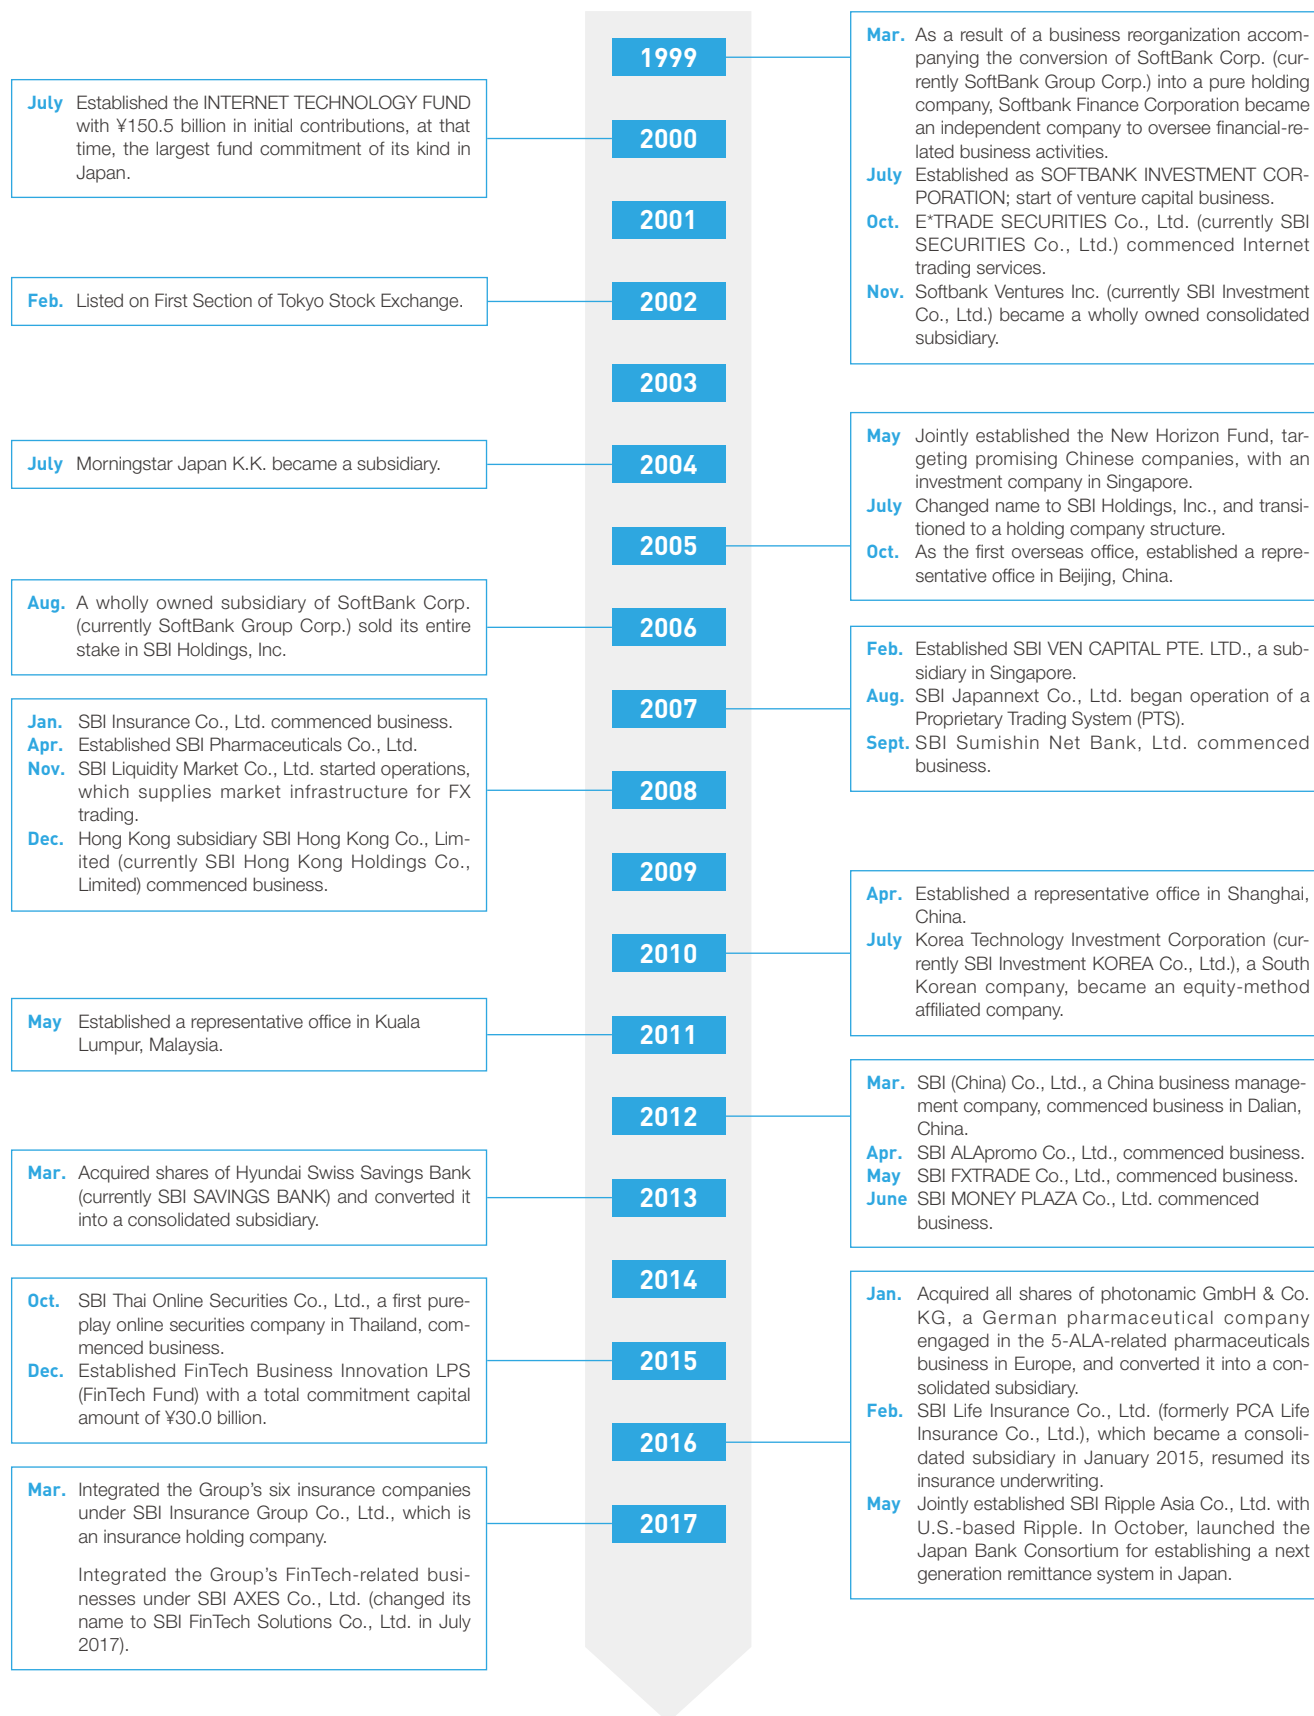 1999
Mar. As a result of a business reorganization accom-
panying the conversion of SoftBank Corp. (cur-
rently SoftBank Group Corp.) into a pure holding
company, Softbank Finance Corporation became
an independent company to oversee financial-re-
lated business activities.
July Established as SOFTBANK INVESTMENT COR-
PORATION; start of venture capital business.
Oct. E*TRADE SECURITIES Co., Ltd. (currently SBI
SECURITIES Co., Ltd.) commenced Internet
trading services.
Nov. Softbank Ventures Inc. (currently SBI Investment
Co., Ltd.) became a wholly owned consolidated
subsidiary.
2000
July Established the INTERNET TECHNOLOGY FUND
with ¥150.5 billion in initial contributions, at that
time, the largest fund commitment of its kind in
Japan.
2001
2002
Feb. Listed on First Section of Tokyo Stock Exchange.
2003
2004
July Morningstar Japan K.K. became a subsidiary.
2005
May Jointly established the New Horizon Fund, tar-
geting promising Chinese companies, with an
investment company in Singapore.
July Changed name to SBI Holdings, Inc., and transi-
tioned to a holding company structure.
Oct. As the first overseas office, established a repre-
sentative office in Beijing, China.
2006
Aug. A wholly owned subsidiary of SoftBank Corp.
(currently SoftBank Group Corp.) sold its entire
stake in SBI Holdings, Inc.
2007
Feb. Established SBI VEN CAPITAL PTE. LTD., a sub-
sidiary in Singapore.
Aug. SBI Japannext Co., Ltd. began operation of a
Proprietary Trading System (PTS).
Sept. SBI Sumishin Net Bank, Ltd. commenced
business.
2008
Jan. SBI Insurance Co., Ltd. commenced business.
Apr. Established SBI Pharmaceuticals Co., Ltd.
Nov. SBI Liquidity Market Co., Ltd. started operations,
which supplies market infrastructure for FX
trading.
Dec. Hong Kong subsidiary SBI Hong Kong Co., Lim-
ited (currently SBI Hong Kong Holdings Co.,
Limited) commenced business.
2009
2010
Apr. Established a representative office in Shanghai,
China.
July Korea Technology Investment Corporation (cur-
rently SBI Investment KOREA Co., Ltd.), a South
Korean company, became an equity-method
affiliated company.
2011
May Established a representative office in Kuala
Lumpur, Malaysia.
2012
Mar. SBI (China) Co., Ltd., a China business manage-
ment company, commenced business in Dalian,
China.
Apr. SBI ALApromo Co., Ltd., commenced business.
May SBI FXTRADE Co., Ltd., commenced business.
June SBI MONEY PLAZA Co., Ltd. commenced
business.
2013
Mar. Acquired shares of Hyundai Swiss Savings Bank
(currently SBI SAVINGS BANK) and converted it
into a consolidated subsidiary.
2014
2015
Oct. SBI Thai Online Securities Co., Ltd., a first pure-
play online securities company in Thailand, com-
menced business.
Dec. Established FinTech Business Innovation LPS
(FinTech Fund) with a total commitment capital
amount of ¥30.0 billion.
2016
Jan. Acquired all shares of photonamic GmbH & Co.
KG, a German pharmaceutical company
engaged in the 5-ALA-related pharmaceuticals
business in Europe, and converted it into a con-
solidated subsidiary.
Feb. SBI Life Insurance Co., Ltd. (formerly PCA Life
Insurance Co., Ltd.), which became a consoli-
dated subsidiary in January 2015, resumed its
insurance underwriting.
May Jointly established SBI Ripple Asia Co., Ltd. with
U.S.-based Ripple. In October, launched the
Japan Bank Consortium for establishing a next
generation remittance system in Japan.
2017
Mar. Integrated the Group's six insurance companies
under SBI Insurance Group Co., Ltd., which is
an insurance holding company.
Integrated the Group's FinTech-related busi-
nesses under SBI AXES Co., Ltd. (changed its
name to SBI FinTech Solutions Co., Ltd. in July
2017).